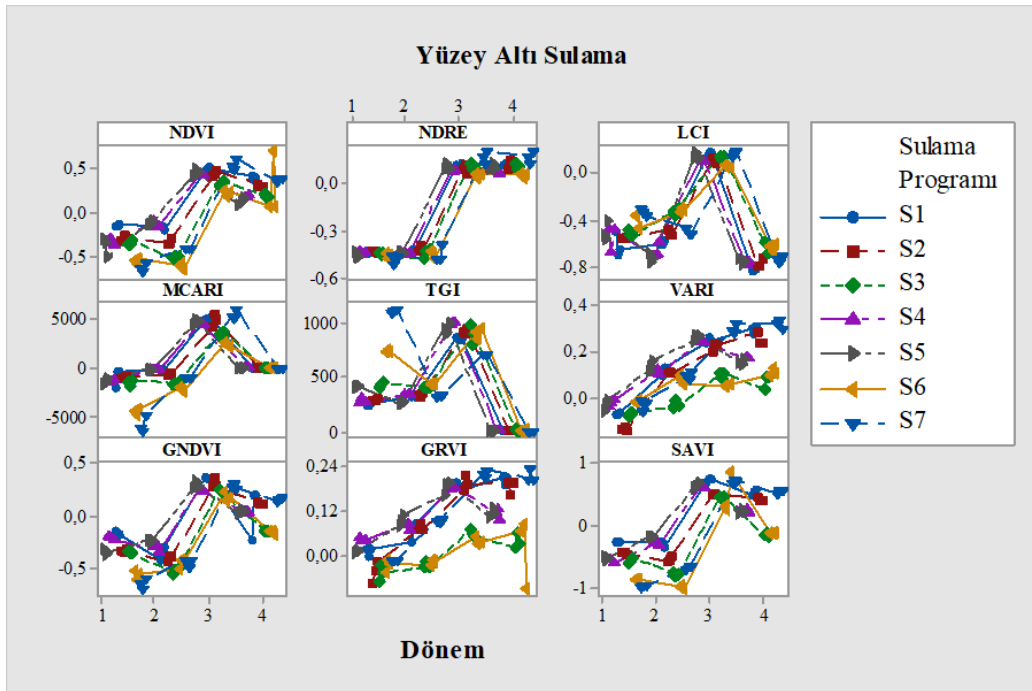 Yüzey Altı Sulama
1 2 3 4
NDVI NDRE LCI
0,5
0,0
-0,5
0,0
-0,3
-0,6
0,0
-0,4
-0,8
MCARI TGI VARI
5000
0
-5000
1000
500
0
0,4
0,2
0,0
GNDVI GRVI SAVI
0,5
0,0
-0,5
0,24
0,12
0,00
1
0
-1
1 2 3 4 1 2 3 4
Dönem
Sulama
Programı
S1
S2
S3
S4
S5
S6
S7